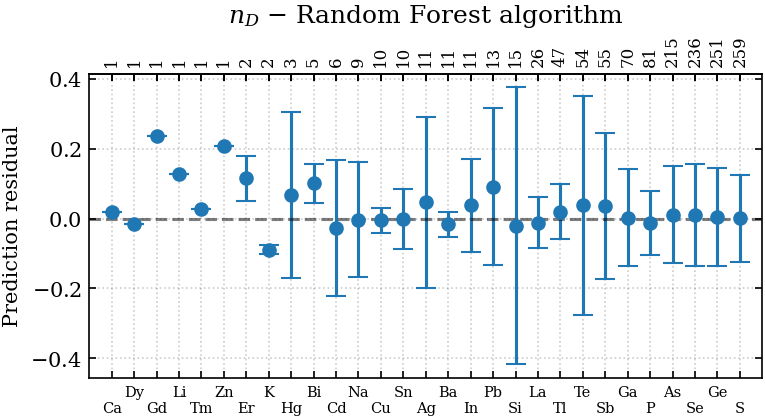 n_D − Random Forest algorithm
1 1 1 1 1 1 2 2 3 5 6 9 10 10 11 11 11 13 15 26 47 54 55 70 81 215 236 251 259
Prediction residual
0.4
0.2
0.0
−0.2
−0.4
Dy Li Zn K Bi Na Sn Ba Pb La Te Ga As Ge
Ca Gd Tm Er Hg Cd Cu Ag In Si Tl Sb P Se S